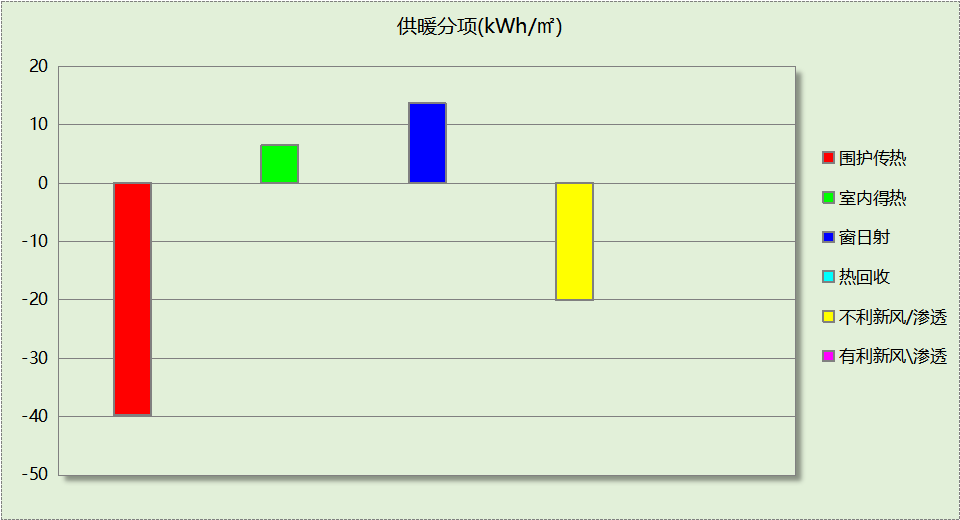 供暖分项(kWh/㎡)
20
10
0
-10
-20
-30
-40
-50
围护传热
室内得热
窗日射
热回收
不利新风/渗透
有利新风\渗透